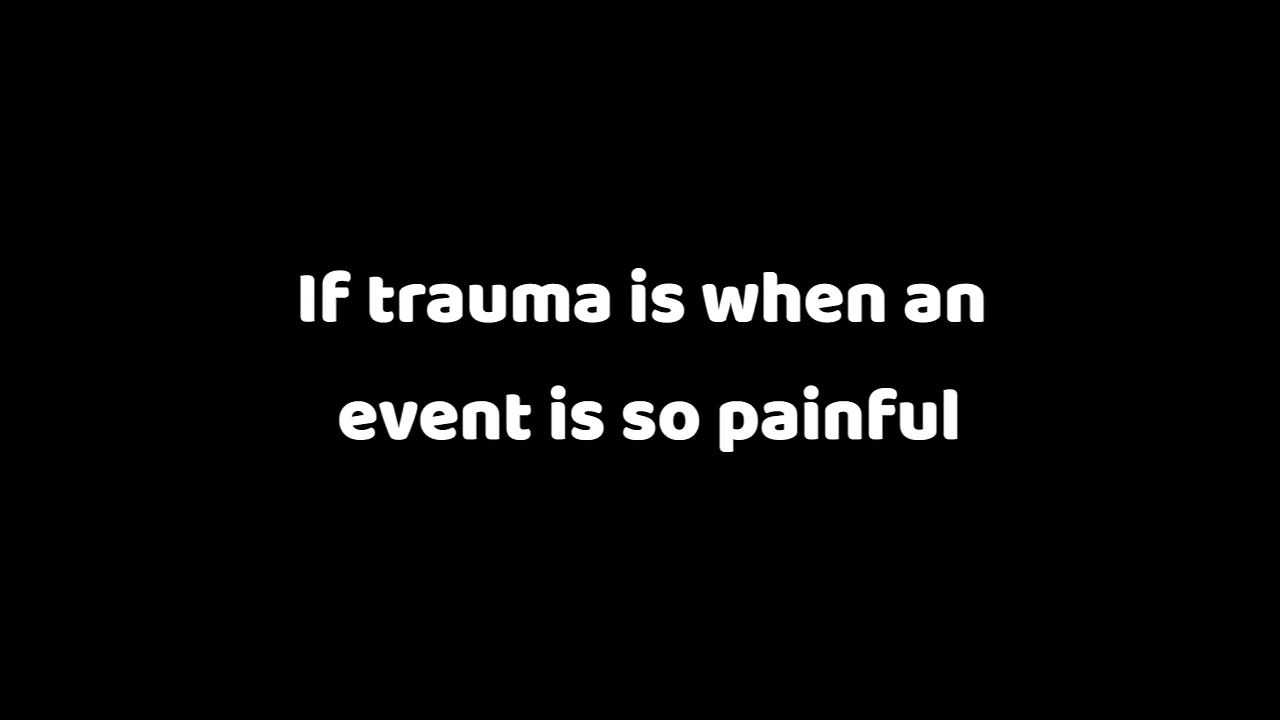 If trauma is when an
event is so painful